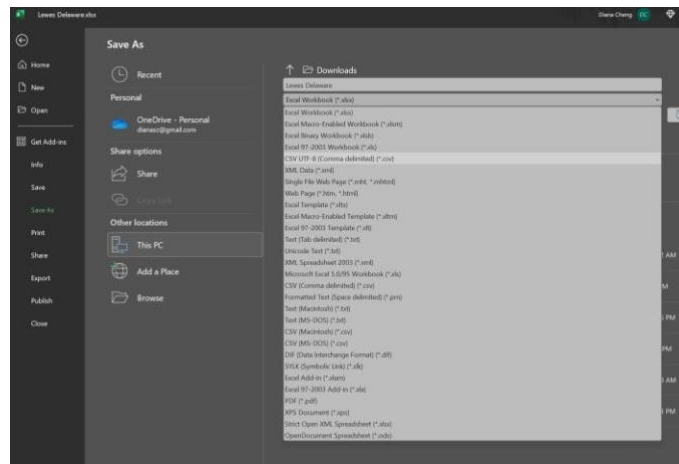 Lewes Delaware.xlsx
Diana Cheng DC
Save As
Home
New
Open
Get Add-ins
Info
Save
Save As
Print
Share
Export
Publish
Close
Recent
Personal
OneDrive - Personal
dianasc@gmail.com
Share options
Share
Copy Link
Other locations
This PC
Add a Place
Browse
Downloads
Lewes Delaware
Excel Workbook (*.xlsx)
Excel Workbook (*.xlsx)
Excel Macro-Enabled Workbook (*.xlsm)
Excel Binary Workbook (*.xlsb)
Excel 97-2003 Workbook (*.xls)
CSV UTF-8 (Comma delimited) (*.csv)
XML Data (*.xml)
Single File Web Page (*.mht, *.mhtml)
Web Page (*.htm, *.html)
Excel Template (*.xltx)
Excel Macro-Enabled Template (*.xltm)
Excel 97-2003 Template (*.xlt)
Text (Tab delimited) (*.txt)
Unicode Text (*.txt)
XML Spreadsheet 2003 (*.xml)
Microsoft Excel 5.0/95 Workbook (*.xls)
CSV (Comma delimited) (*.csv)
Formatted Text (Space delimited) (*.prn)
Text (Macintosh) (*.txt)
Text (MS-DOS) (*.txt)
CSV (Macintosh) (*.csv)
CSV (MS-DOS) (*.csv)
DIF (Data Interchange Format) (*.dif)
SYLK (Symbolic Link) (*.slk)
Excel Add-in (*.xlam)
Excel 97-2003 Add-in (*.xla)
PDF (*.pdf)
XPS Document (*.xps)
Strict Open XML Spreadsheet (*.xlsx)
OpenDocument Spreadsheet (*.ods)